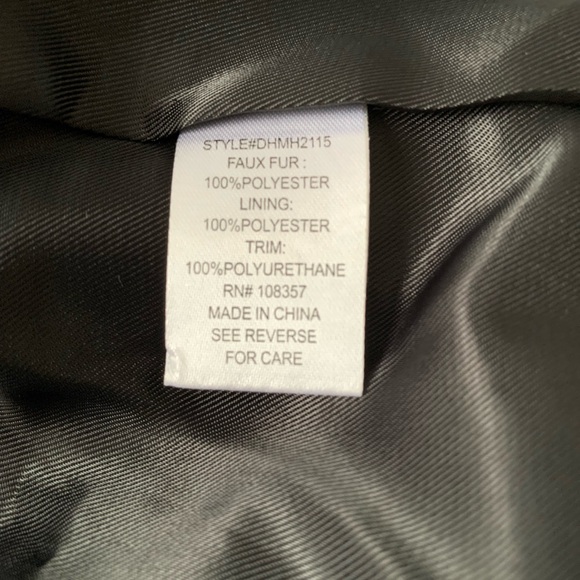 STYLE#DHMH2115
FAUX FUR :
100%POLYESTER
LINING:
100%POLYESTER
TRIM:
100%POLYURETHANE
RN# 108357
MADE IN CHINA
SEE REVERSE
FOR CARE